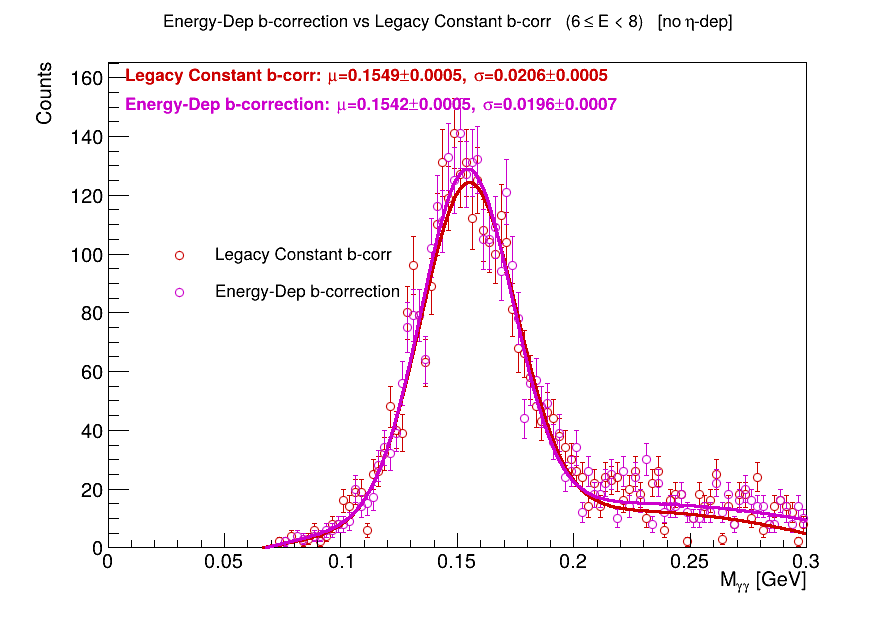 Energy-Dep b-correction vs Legacy Constant b-corr (6 ≤ E < 8) [no η-dep]
Counts
160
140
120
100
80
60
40
20
0
Legacy Constant b-corr: μ=0.1549±0.0005, σ=0.0206±0.0005
Energy-Dep b-correction: μ=0.1542±0.0005, σ=0.0196±0.0007
Legacy Constant b-corr
Energy-Dep b-correction
0 0.05 0.1 0.15 0.2 0.25 0.3
Mγγ [GeV]